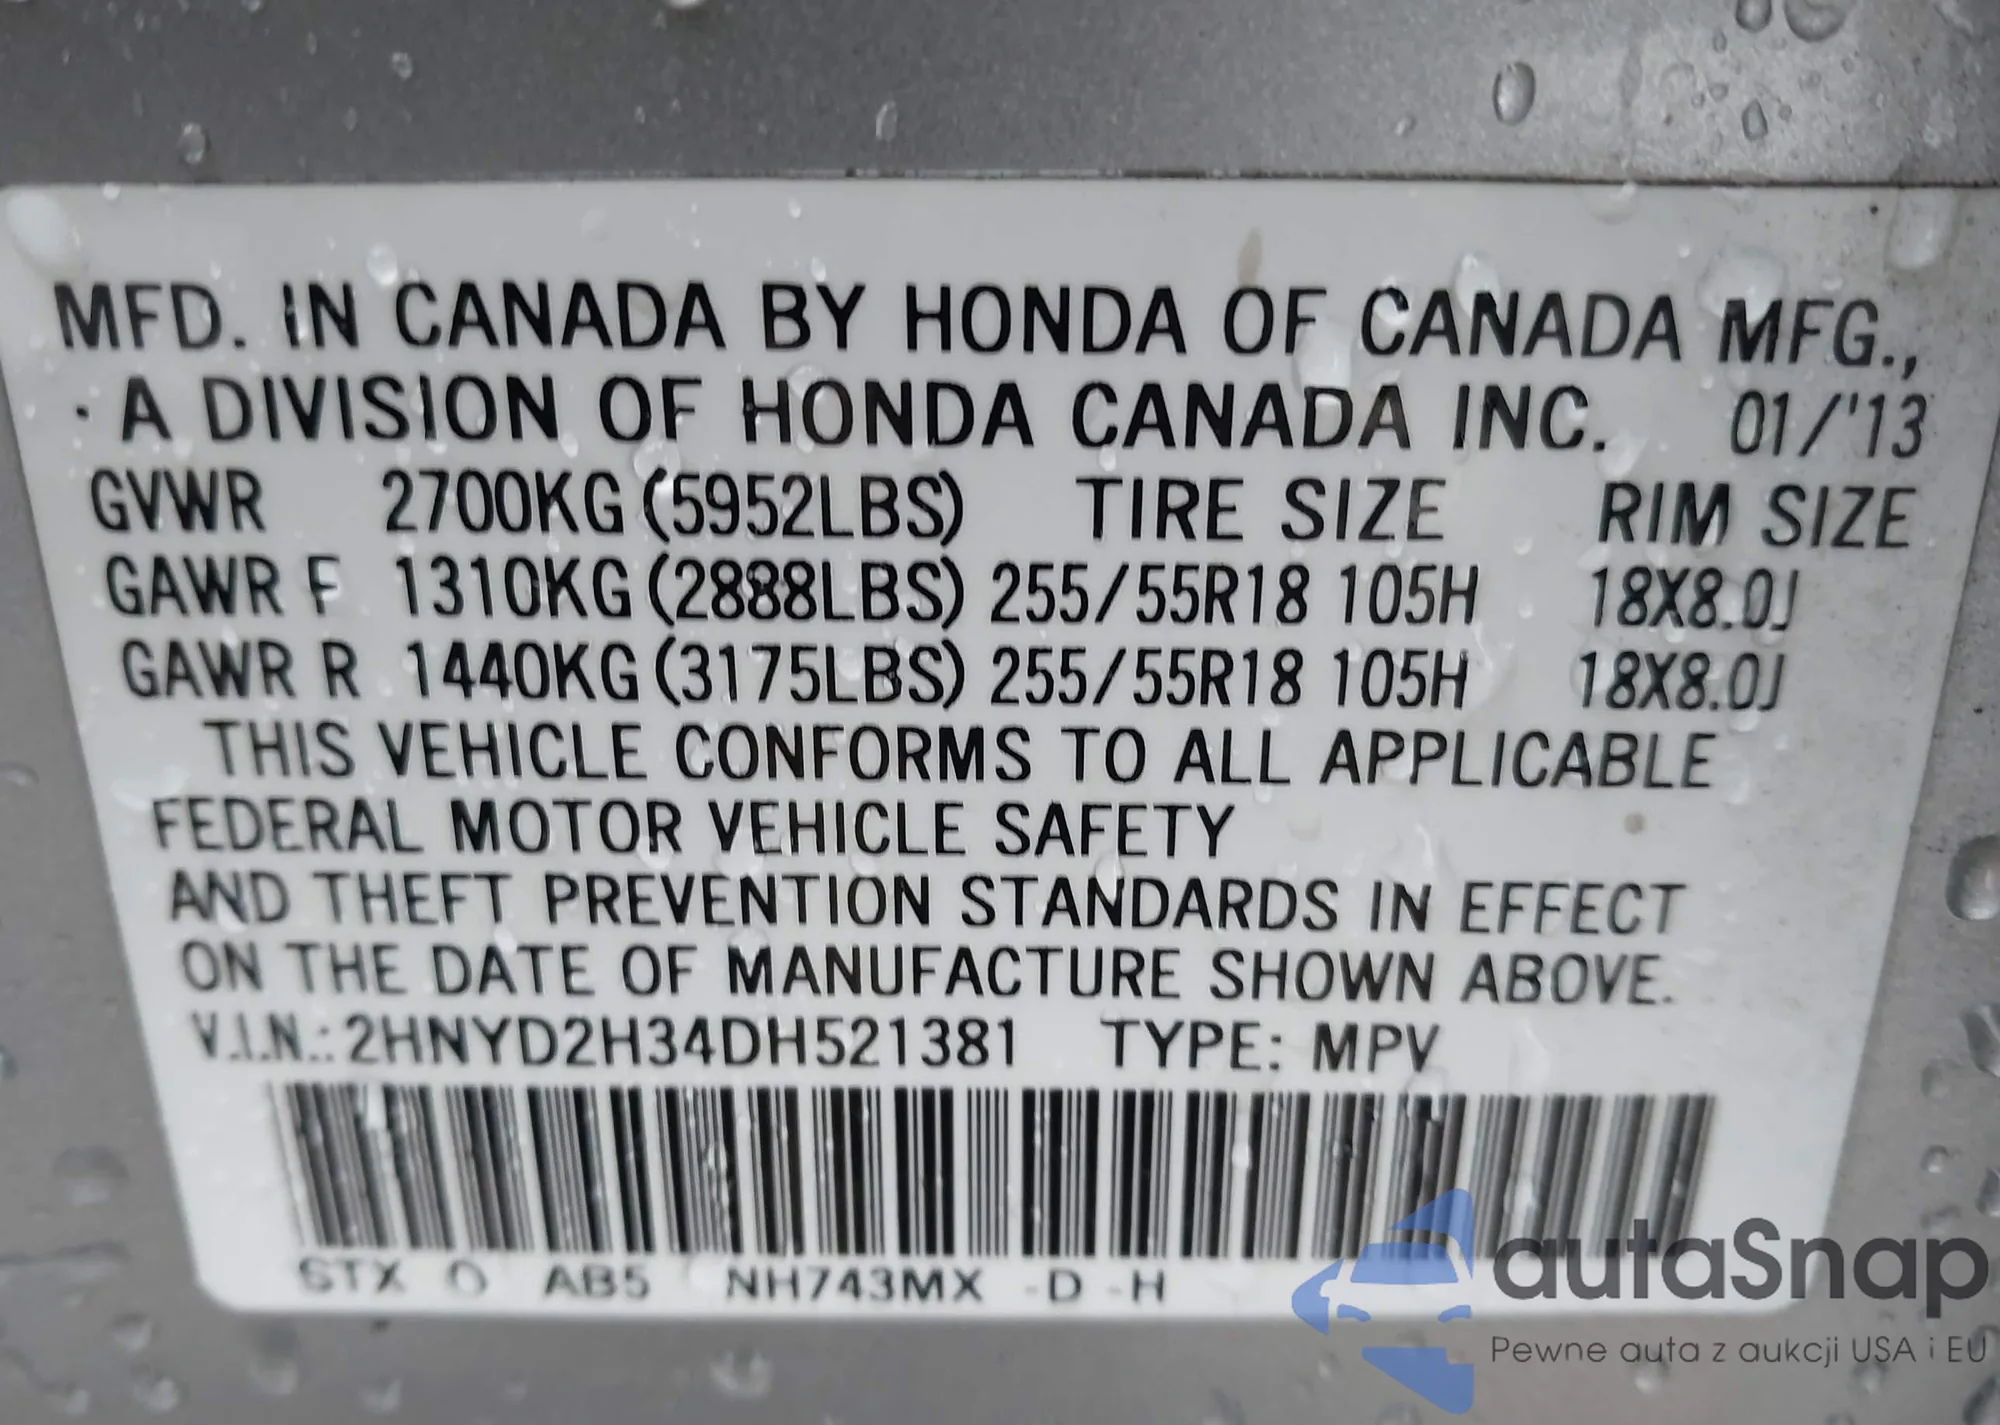 MFD. IN CANADA BY HONDA OF CANADA MFG.,
· A DIVISION OF HONDA CANADA INC. 01/'13
GVWR 2700KG (5952LBS) TIRE SIZE RIM SIZE
GAWR F 1310KG (2888LBS) 255/55R18 105H 18X8.0J
GAWR R 1440KG (3175LBS) 255/55R18 105H 18X8.0J
THIS VEHICLE CONFORMS TO ALL APPLICABLE
FEDERAL MOTOR VEHICLE SAFETY
AND THEFT PREVENTION STANDARDS IN EFFECT
ON THE DATE OF MANUFACTURE SHOWN ABOVE.
V.I.N.: 2HNYD2H34DH521381 TYPE: MPV
STX 0 AB5 NH743MX -D -H
autaSnap
Pewne auta z aukcji USA i EU